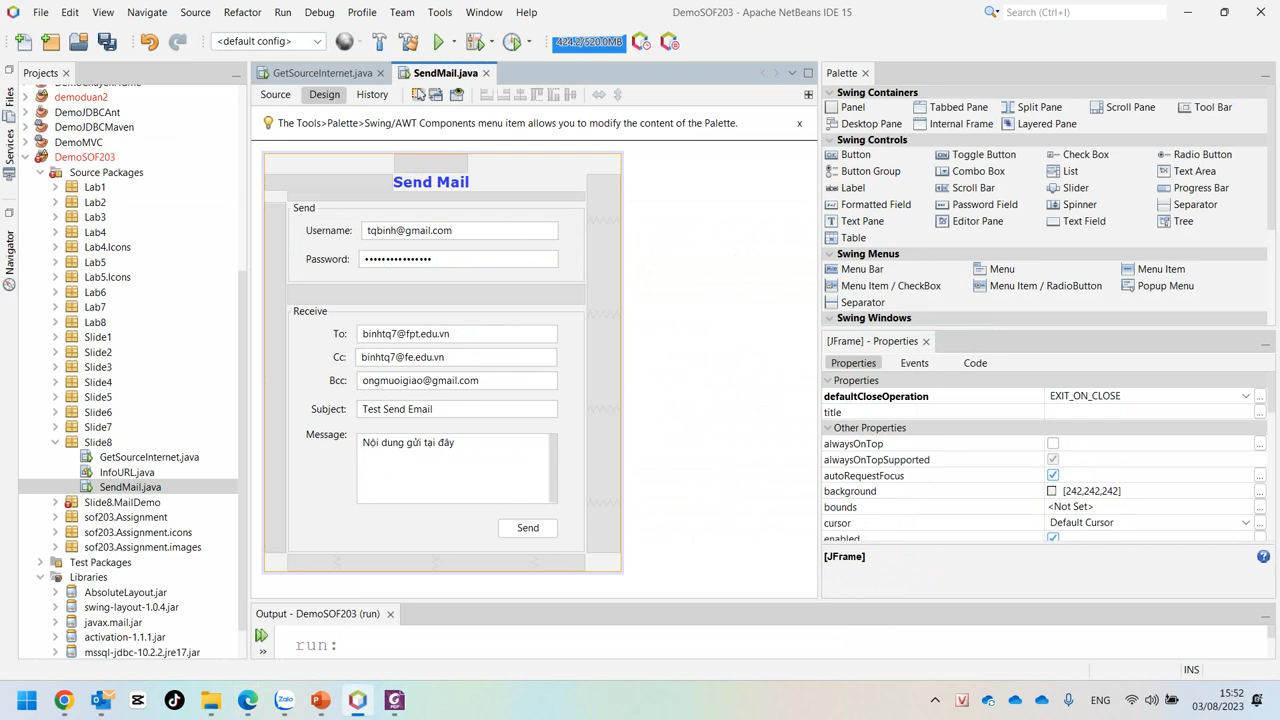 File Edit View Navigate Source Refactor Run Debug Profile Team Tools Window Help DemoSOF203 - Apache NetBeans IDE 15 Search (Ctrl+I)
<default config> 424.2/520.0MB
Projects GetSourceInternet.java SendMail.java Palette
Source Design History
The Tools>Palette>Swing/AWT Components menu item allows you to modify the content of the Palette. x
Files
Services
Navigator
demoduan2
DemoJDBCAnt
DemoJDBCMaven
DemoMVC
DemoSOF203
Source Packages
Lab1
Lab2
Lab3
Lab4
Lab4.Icons
Lab5
Lab5.Icons
Lab6
Lab7
Lab8
Slide1
Slide2
Slide3
Slide4
Slide5
Slide6
Slide7
Slide8
GetSourceInternet.java
InfoURL.java
SendMail.java
Slide8.MailDemo
sof203.Assignment
sof203.Assignment.icons
sof203.Assignment.images
Test Packages
Libraries
AbsoluteLayout.jar
swing-layout-1.0.4.jar
javax.mail.jar
activation-1.1.1.jar
mssql-jdbc-10.2.2.jre17.jar
Send Mail
Send
Username: tqbinh@gmail.com
Password: ••••••••••••••••
Receive
To: binhtq7@fpt.edu.vn
Cc: binhtq7@fe.edu.vn
Bcc: ongmuoigiao@gmail.com
Subject: Test Send Email
Message: Nội dung gửi tại đây
Send
Output - DemoSOF203 (run)
run:
Swing Containers
Panel Tabbed Pane Split Pane Scroll Pane Tool Bar
Desktop Pane Internal Frame Layered Pane
Swing Controls
Button Toggle Button Check Box Radio Button
Button Group Combo Box List Text Area
Label Scroll Bar Slider Progress Bar
Formatted Field Password Field Spinner Separator
Text Pane Editor Pane Text Field Tree
Table
Swing Menus
Menu Bar Menu Menu Item
Menu Item / CheckBox Menu Item / RadioButton Popup Menu
Separator
Swing Windows
[JFrame] - Properties
Properties Events Code
Properties
defaultCloseOperation EXIT_ON_CLOSE
title
Other Properties
alwaysOnTop
alwaysOnTopSupported
autoRequestFocus
background [242,242,242]
bounds <Not Set>
cursor Default Cursor
enabled
[JFrame]
INS
Zalo
ENG 15:52
03/08/2023